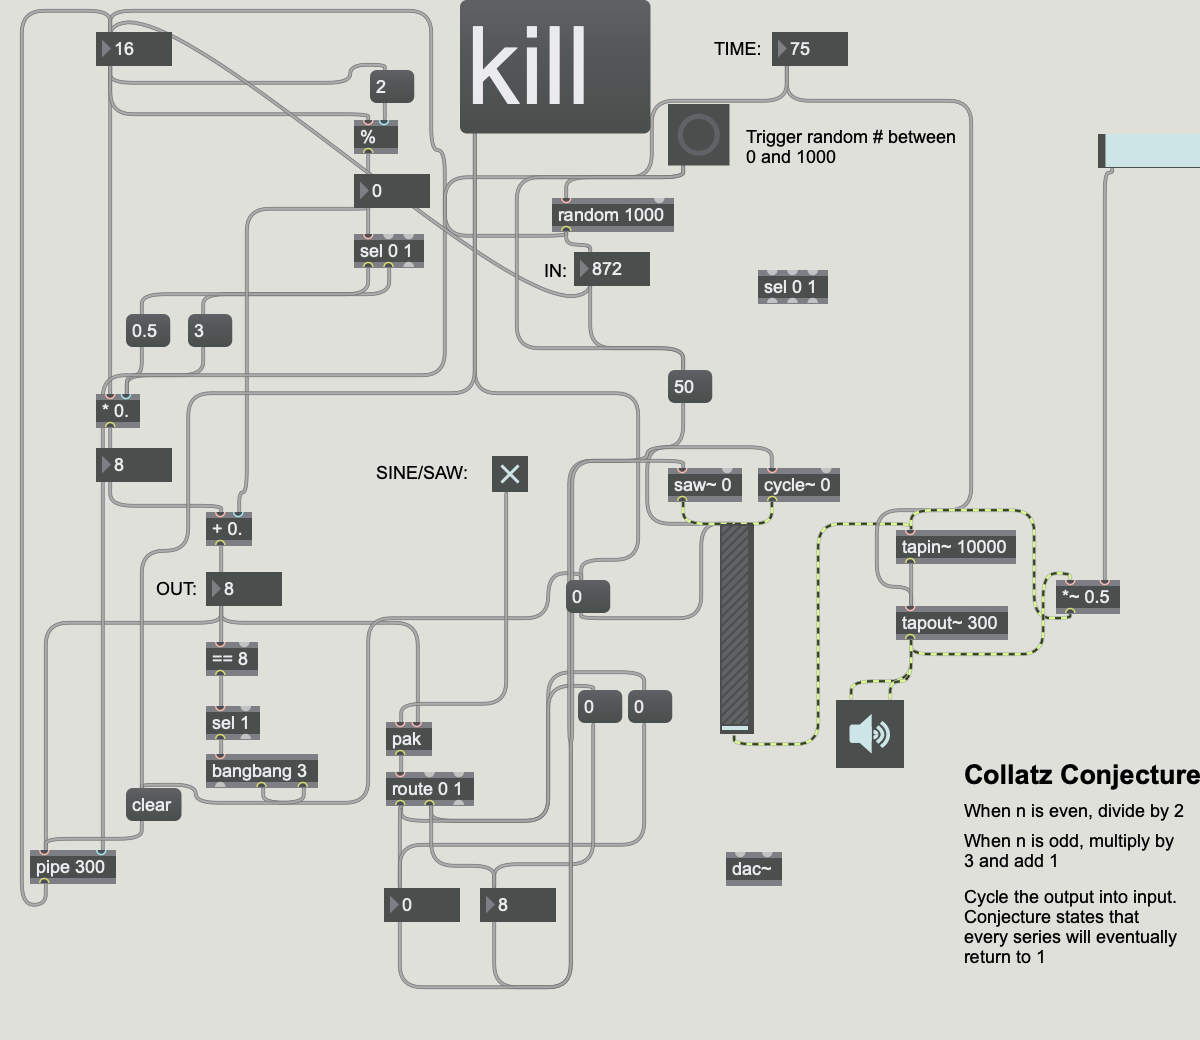 kill
16
TIME:
75
2
Trigger random # between
0 and 1000
%
0
random 1000
sel 0 1
IN:
872
sel 0 1
0.5
3
50
* 0.
8
SINE/SAW:
saw~ 0
cycle~ 0
+ 0.
tapin~ 10000
OUT:
8
0
*~ 0.5
tapout~ 300
== 8
0
0
sel 1
pak
bangbang 3
route 0 1
clear
Collatz Conjecture
When n is even, divide by 2
When n is odd, multiply by
3 and add 1
pipe 300
dac~
0
8
Cycle the output into input.
Conjecture states that
every series will eventually
return to 1